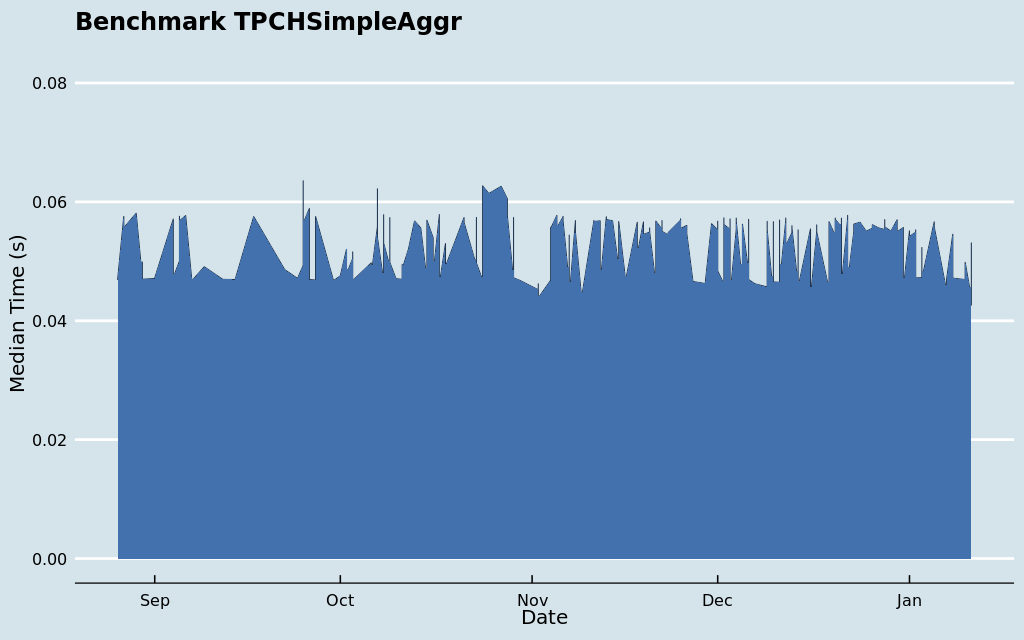 Benchmark TPCHSimpleAggr
0.08
0.06
0.04
0.02
0.00
Median Time (s)
Sep Oct Nov Dec Jan
Date